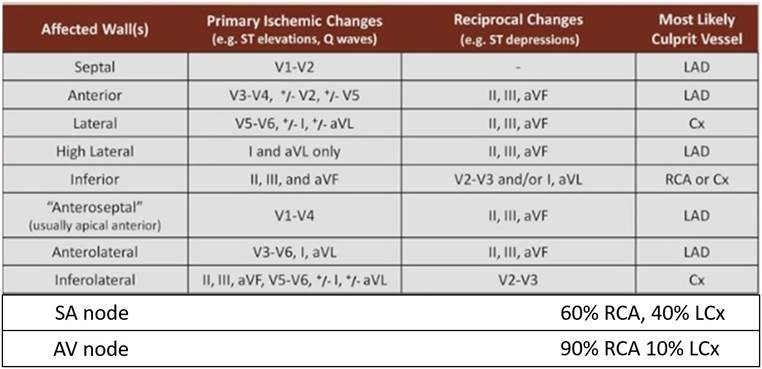 Affected Wall(s) Primary Ischemic Changes (e.g. ST elevations, Q waves) Reciprocal Changes (e.g. ST depressions) Most Likely Culprit Vessel
Septal V1-V2 - LAD
Anterior V3-V4, +/- V2, +/- V5 II, III, aVF LAD
Lateral V5-V6, +/- I, +/- aVL II, III, aVF Cx
High Lateral I and aVL only II, III, aVF LAD
Inferior II, III, and aVF V2-V3 and/or I, aVL RCA or Cx
“Anteroseptal” (usually apical anterior) V1-V4 II, III, aVF LAD
Anterolateral V3-V6, I, aVL II, III, aVF LAD
Inferolateral II, III, aVF, V5-V6, +/- I, +/- aVL V2-V3 Cx
SA node 60% RCA, 40% LCx
AV node 90% RCA 10% LCx